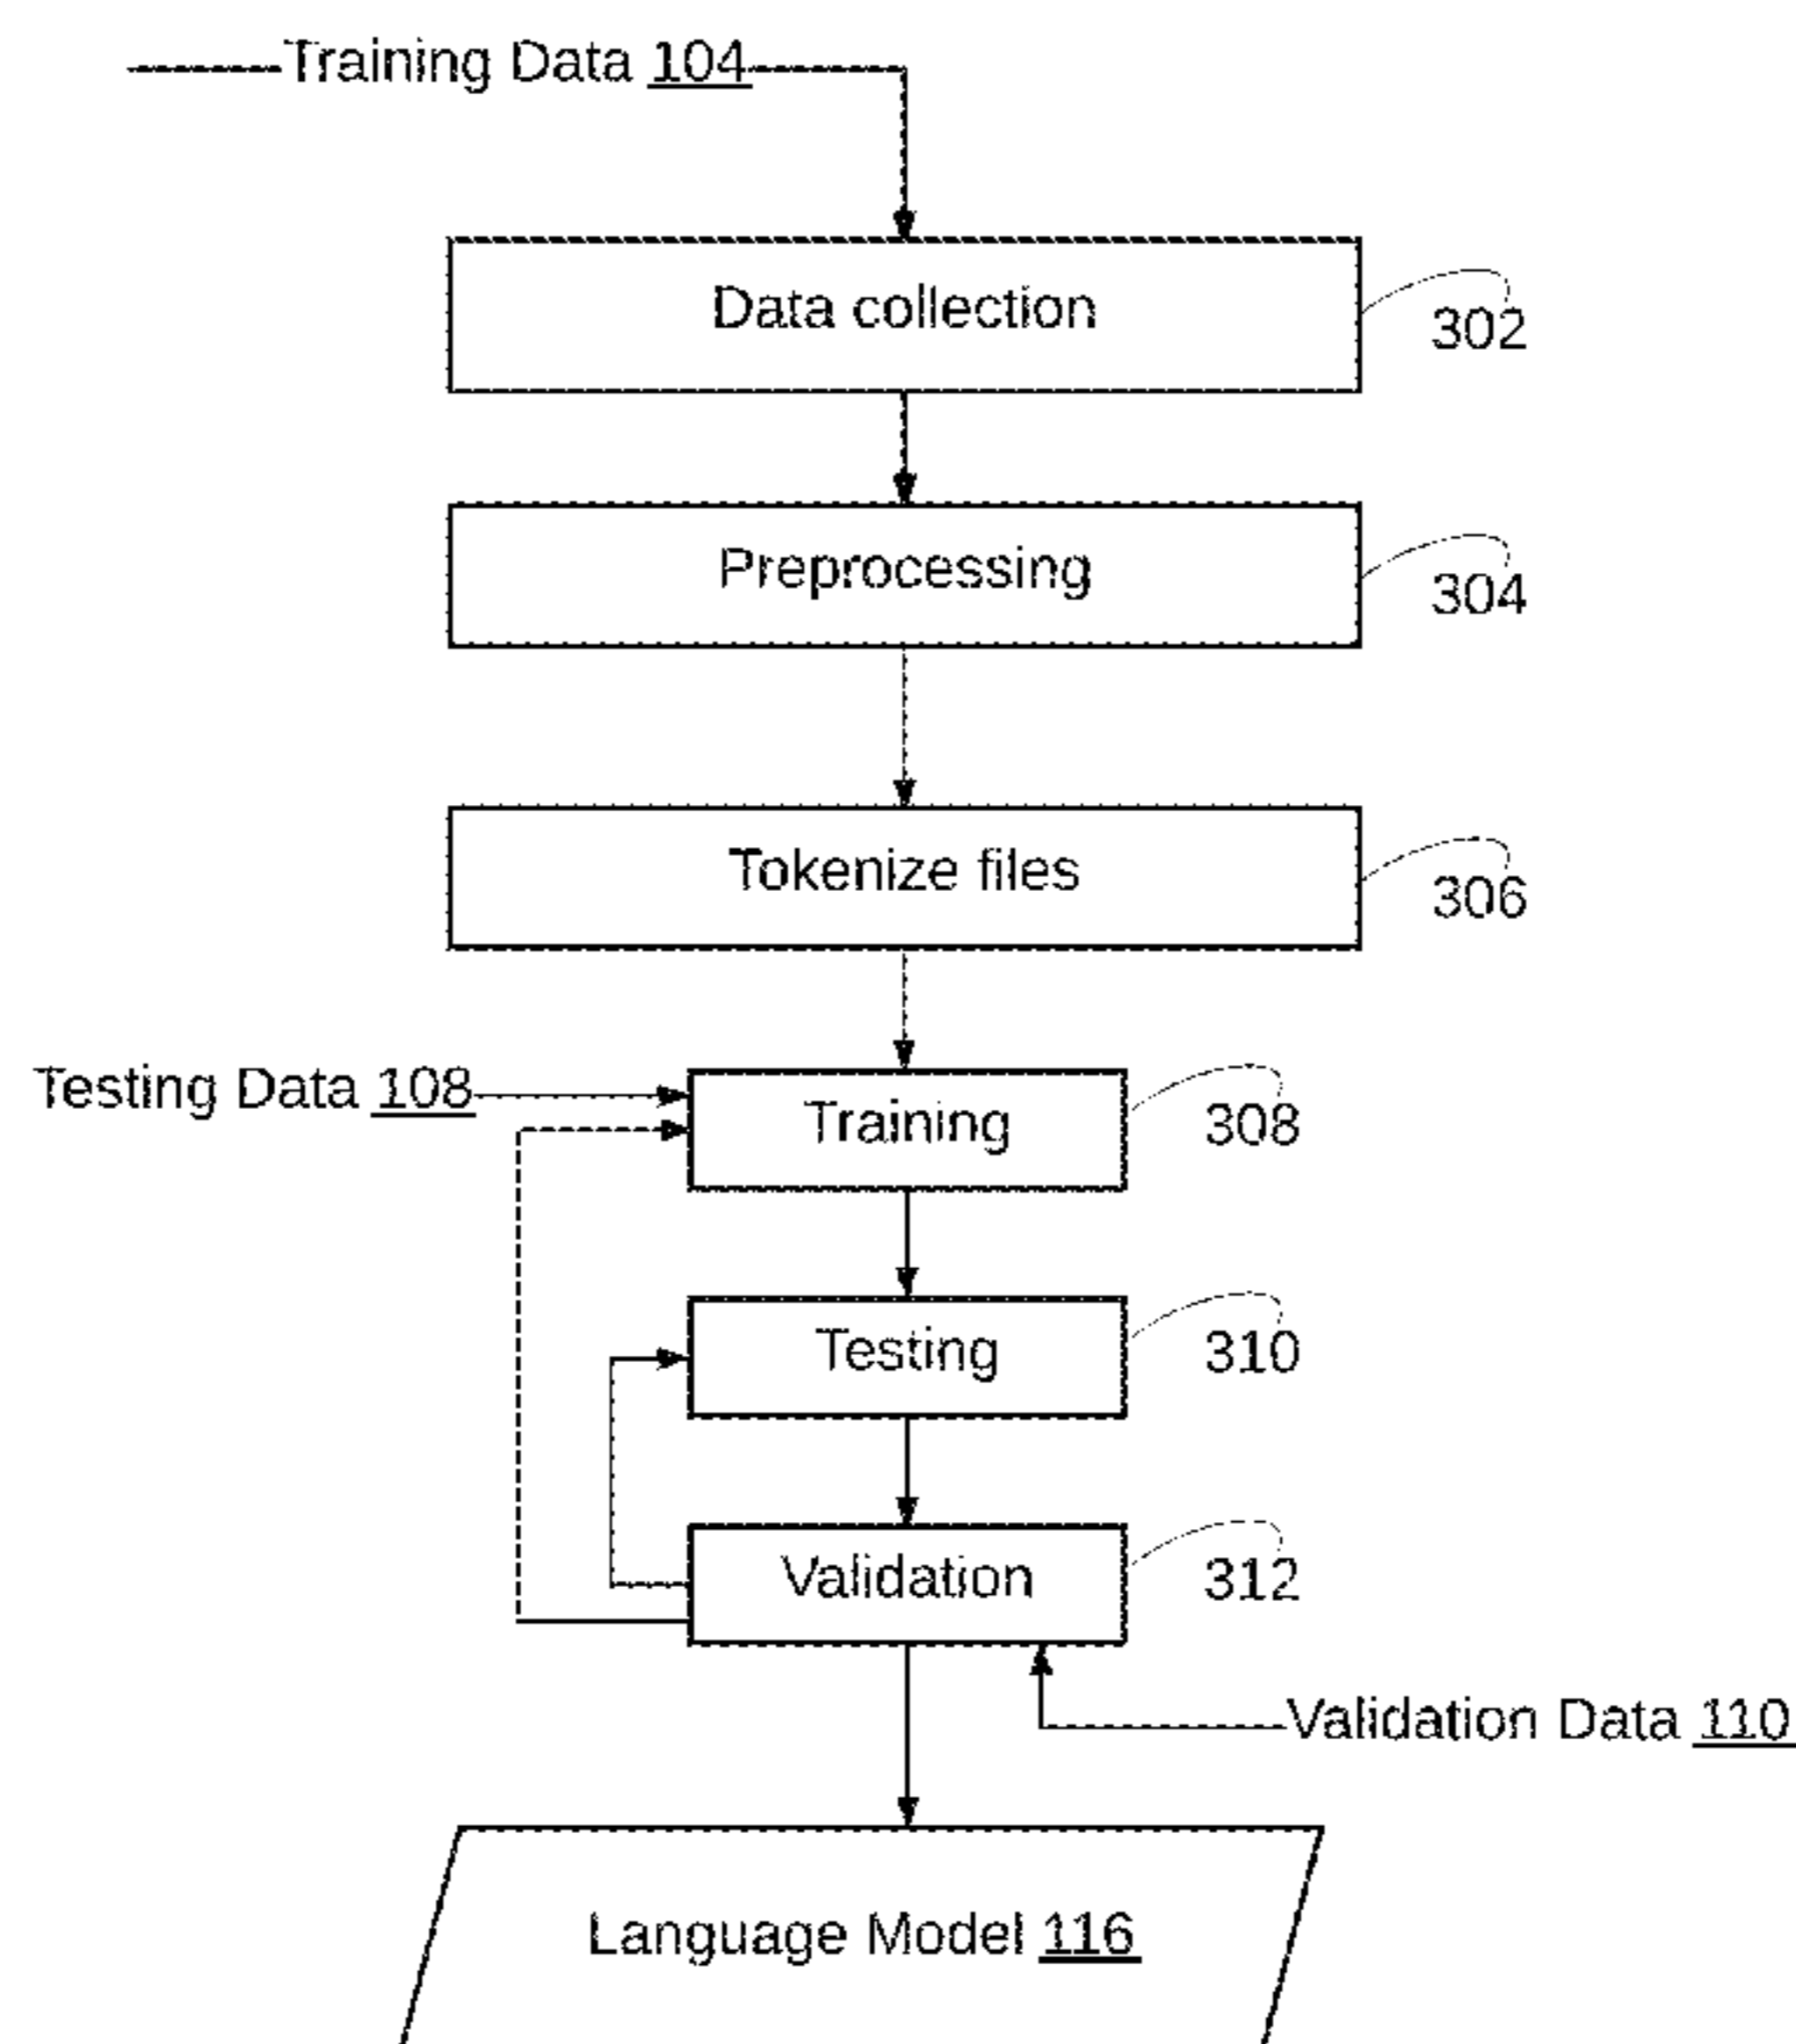 Training Data 104
Data collection
302
Preprocessing
304
Tokenize files
306
Testing Data 108
Training
308
Testing
310
Validation
312
Validation Data 110
Language Model 116